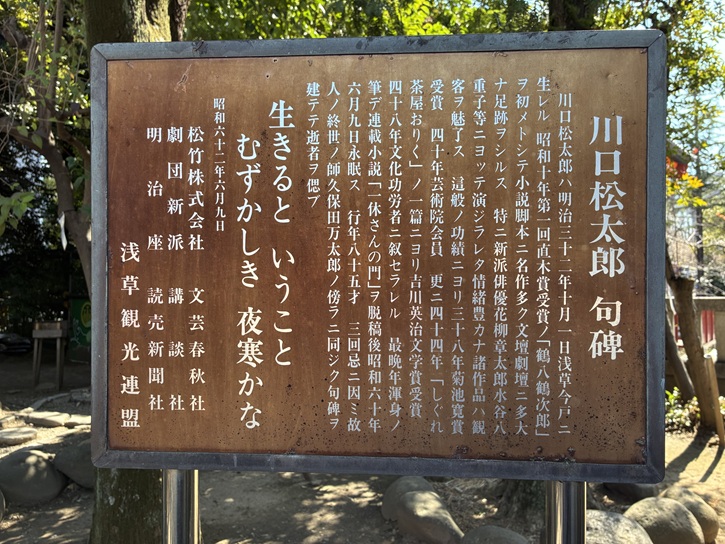 川口松太郎 句碑
川口松太郎ハ明治三十二年十月一日浅草今戸ニ
生レル 昭和十年第一回直木賞受賞ノ「鶴八鶴次郎」
ヲ初メトシテ小説脚本ニ名作多ク文壇劇壇ニ多大
ナ足跡ヲシルス 特ニ新派俳優花柳章太郎水谷八
重子等ニヨッテ演ジラレタ情緒豊カナ諸作品ハ観
客ヲ魅了ス 這般ノ功績ニヨリ三十八年菊池寛賞
受賞 四十年芸術院会員 更ニ四十四年「しぐれ
茶屋おりく」ノ一篇ニヨリ吉川英治文学賞受賞
四十八年文化功労者ニ叙セラレル 最晩年渾身ノ
筆デ連載小説「一休さんの門」ヲ脱稿後昭和六十年
六月九日永眠ス 行年八十五才 三回忌ニ因ミ故
人ノ終世ノ師久保田万太郎ノ傍ラニ同ジク句碑ヲ
建テテ逝者ヲ偲ブ
生きると いうこと
むずかしき 夜寒かな
昭和六十二年六月九日
松竹株式会社 文芸春秋社
劇団新派 講談社
明治座 読売新聞社
浅草観光連盟